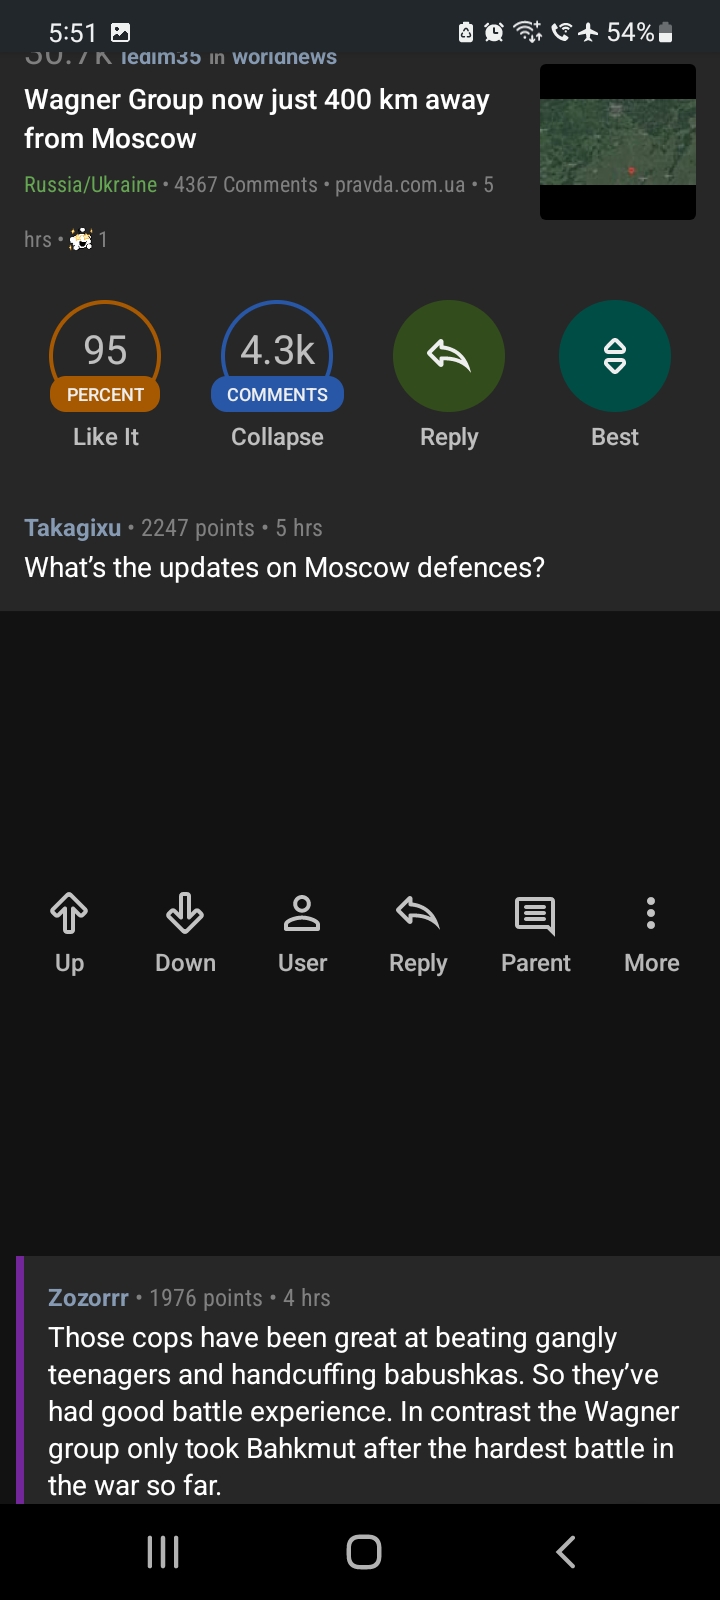 5:51 54%
30.7K ledim35 in worldnews
Wagner Group now just 400 km away
from Moscow
Russia/Ukraine • 4367 Comments • pravda.com.ua • 5
hrs • 1
95 4.3k
PERCENT COMMENTS
Like It Collapse Reply Best
Takagixu • 2247 points • 5 hrs
What’s the updates on Moscow defences?
Up Down User Reply Parent More
Zozorrr • 1976 points • 4 hrs
Those cops have been great at beating gangly
teenagers and handcuffing babushkas. So they’ve
had good battle experience. In contrast the Wagner
group only took Bahkmut after the hardest battle in
the war so far.